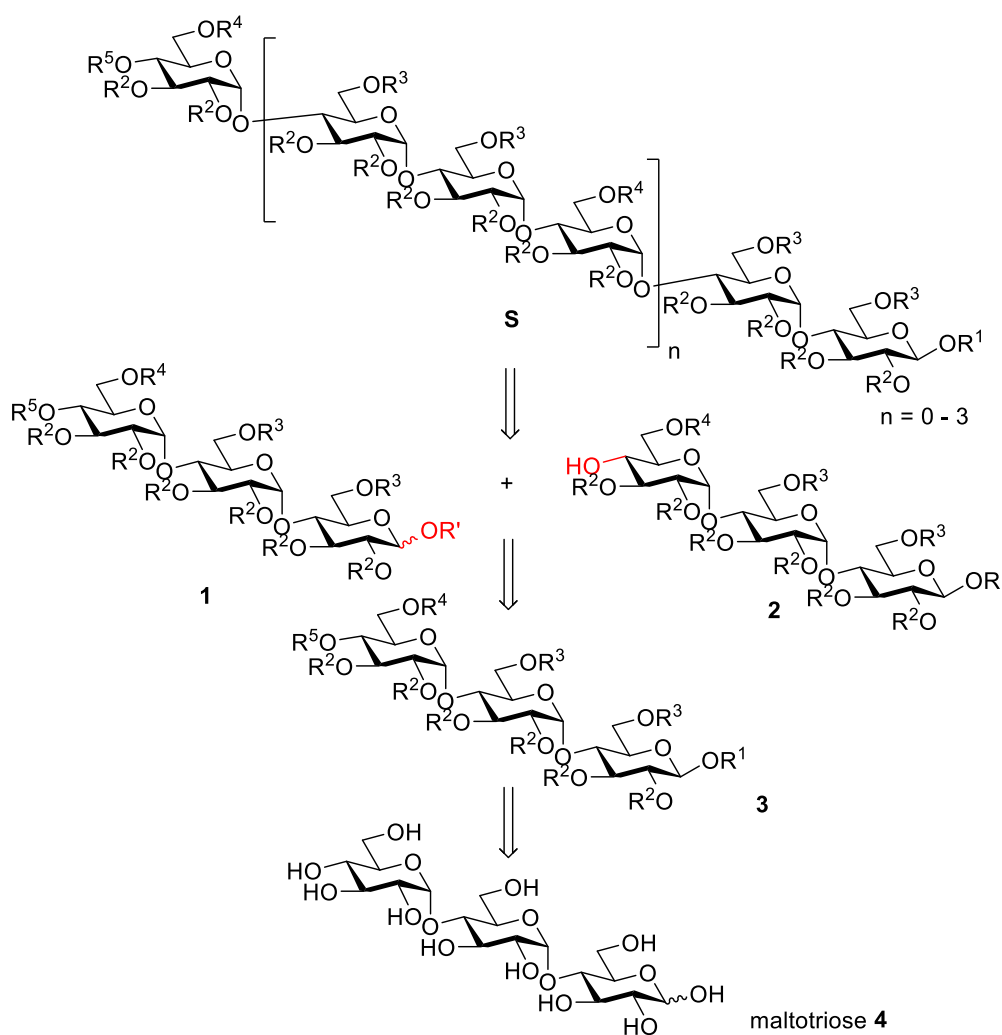 OR⁴
R⁵O O
R²O OR³
R²O O O
R²O OR³
R²O O O
R²O OR⁴
R²O O O
R²O OR³
R²O O O
R²O OR³
R²O O O OR¹
R²O
R²O
S
n
n = 0 - 3
OR⁴
R⁵O O
R²O OR³
R²O O O
R²O OR³
R²O O O OR'
R²O
R²O
1
+
OR⁴
HO O
R²O OR³
R²O O O
R²O OR³
R²O O O OR
R²O
R²O
2
OR⁴
R⁵O O
R²O OR³
R²O O O
R²O OR³
R²O O O OR¹
R²O
R²O
3
OH
HO O
HO OH
HO O O
HO OH
HO O O
HO OH
HO
maltotriose 4